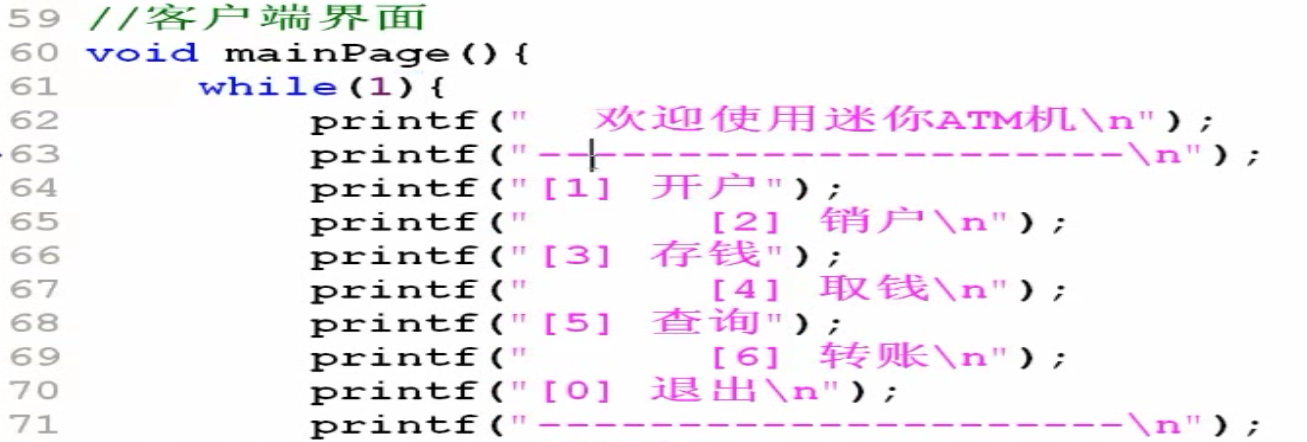 59 //客户端界面
60 void mainPage(){
61     while(1){
62         printf("  欢迎使用迷你ATM机\n");
63         printf("---------------------\n");
64         printf("[1] 开户");
65         printf("      [2] 销户\n");
66         printf("[3] 存钱");
67         printf("      [4] 取钱\n");
68         printf("[5] 查询");
69         printf("      [6] 转账\n");
70         printf("[0] 退出\n");
71         printf("---------------------\n");